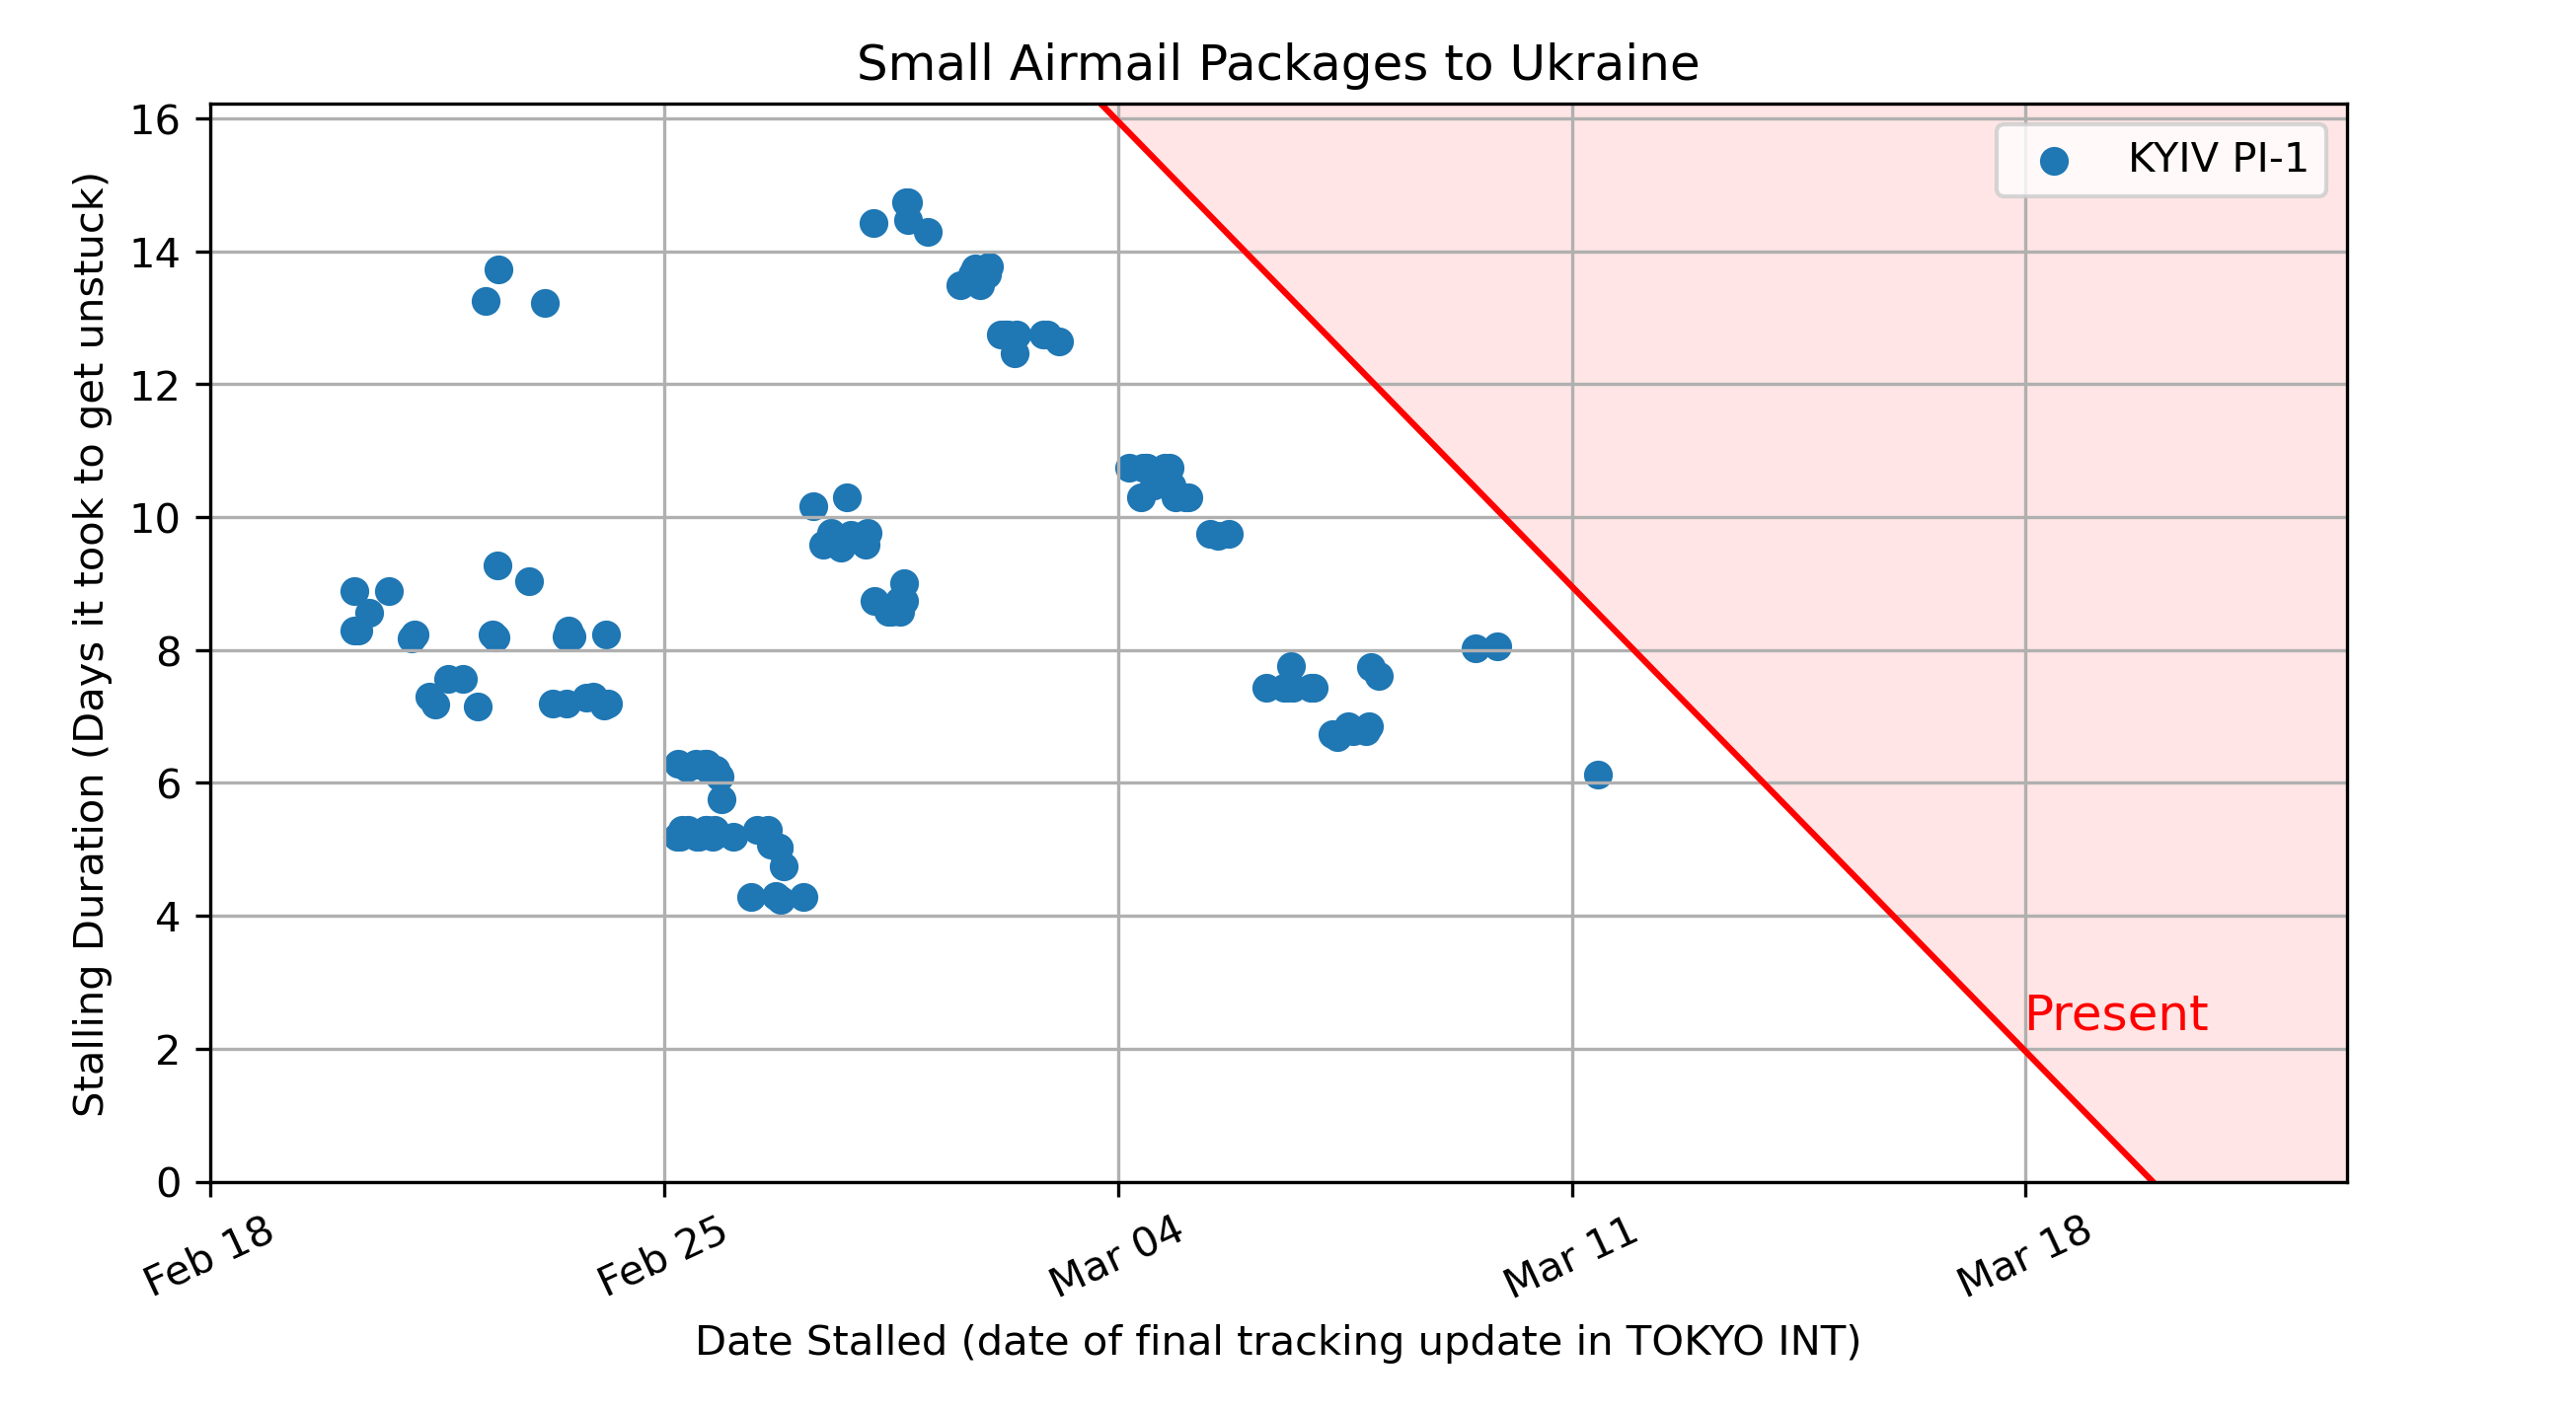 Small Airmail Packages to Ukraine
Stalling Duration (Days it took to get unstuck)
16
14
12
10
8
6
4
2
0
KYIV PI-1
Present
Feb 18
Feb 25
Mar 04
Mar 11
Mar 18
Date Stalled (date of final tracking update in TOKYO INT)